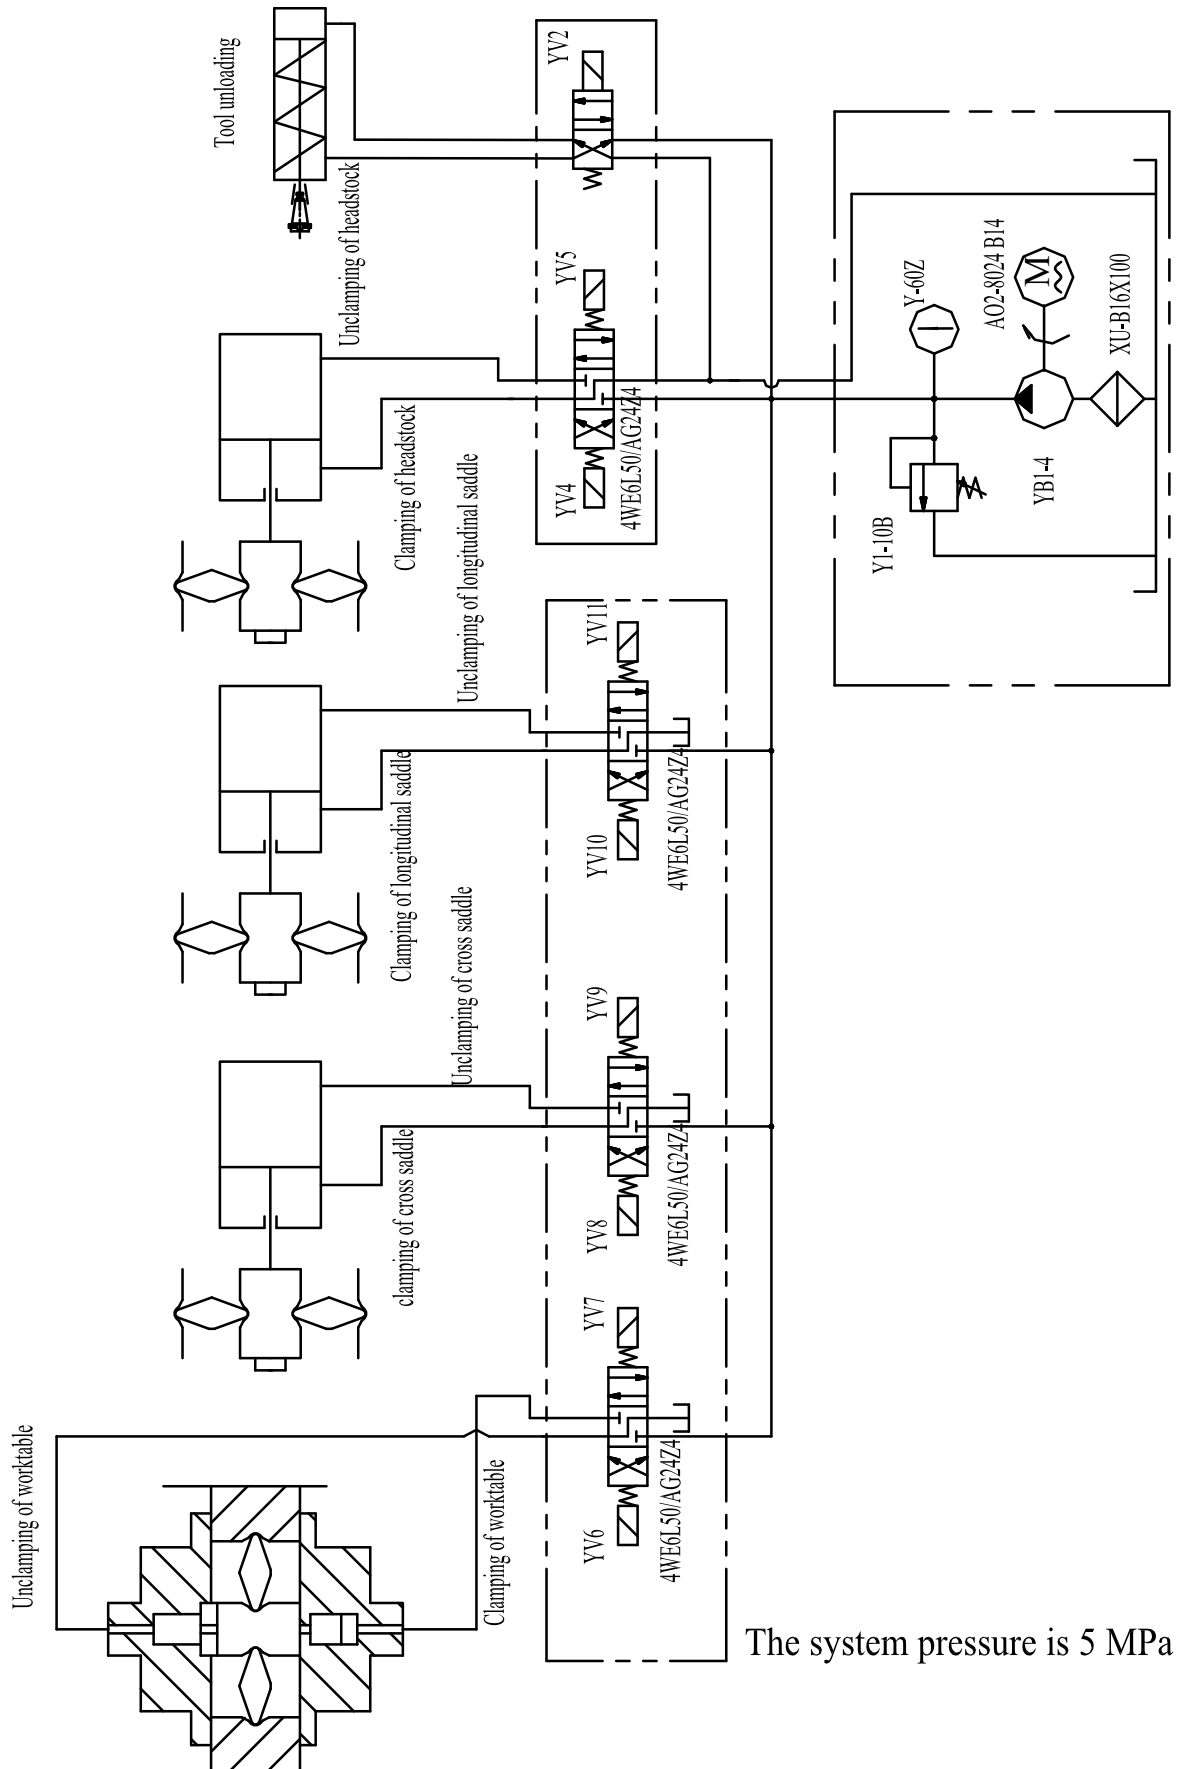 Tool unloading
YV2
Unclamping of headstock
YV5
Y-60Z
AO2-8024 B14
XU-B16X100
Clamping of headstock
YV4
4WE6L50/AG24Z4
Y1-10B
YB1-4
Unclamping of longitudinal saddle
YV11
Clamping of longitudinal saddle
YV10
4WE6L50/AG24Z4
M
Unclamping of cross saddle
YV9
clamping of cross saddle
YV8
4WE6L50/AG24Z4
YV7
Unclamping of worktable
Clamping of worktable
YV6
4WE6L50/AG24Z4
The system pressure is 5 MPa